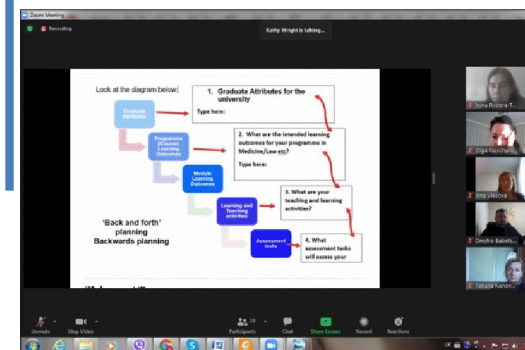 Zoom Meeting
Recording
Kathy Wright is talking...
Look at the diagram below:
Graduate
Attributes
1. Graduate Attributes for the
university
Type here:
Programme
(Course)
Learning
Outcomes
2. What are the intended learning
outcomes for your programme in
Medicine/Law etc?
Type here:
Module
Learning
Outcomes
Learning and
Teaching
activities
3. What are your
teaching and learning
activities?
Assessment
tasks
4. What
assessment tasks
will assess your
'Back and forth'
planning
Backwards planning
Inna Vlasova
Unmute
Stop Video
Participants
Chat
Share Screen
Record
Reactions